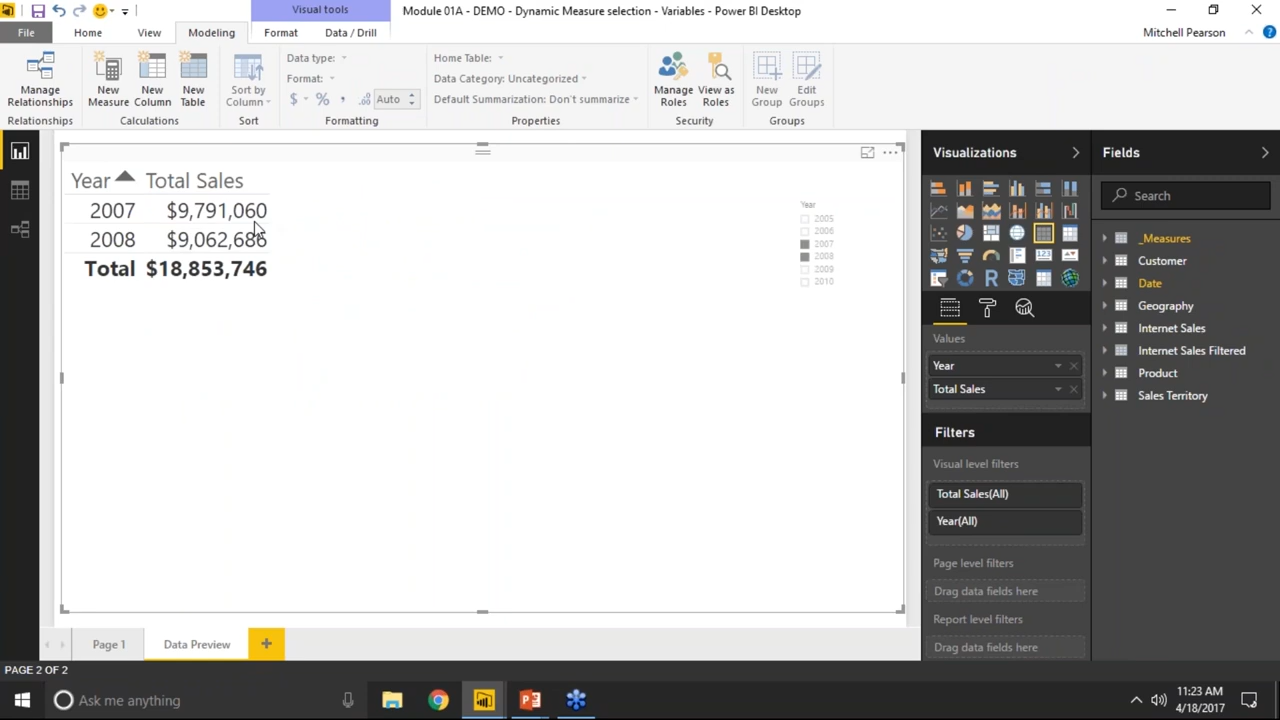 Visual tools
Module 01A - DEMO - Dynamic Measure selection - Variables - Power BI Desktop
File
Home
View
Modeling
Format
Data / Drill
Mitchell Pearson
Manage Relationships
Relationships
New Measure
New Column
New Table
Calculations
Sort by Column
Sort
Data type:
Format:
$ % , .00 Auto
Formatting
Home Table:
Data Category: Uncategorized
Default Summarization: Don't summarize
Properties
Manage Roles
View as Roles
Security
New Group
Edit Groups
Groups
Year Total Sales
2007 $9,791,060
2008 $9,062,686
Total $18,853,746
Year
2005
2006
2007
2008
2009
2010
Visualizations
R
123
Values
Year
Total Sales
Filters
Visual level filters
Total Sales(All)
Year(All)
Page level filters
Drag data fields here
Report level filters
Drag data fields here
Fields
Search
_Measures
Customer
Date
Geography
Internet Sales
Internet Sales Filtered
Product
Sales Territory
Page 1
Data Preview
PAGE 2 OF 2
Ask me anything
11:23 AM
4/18/2017